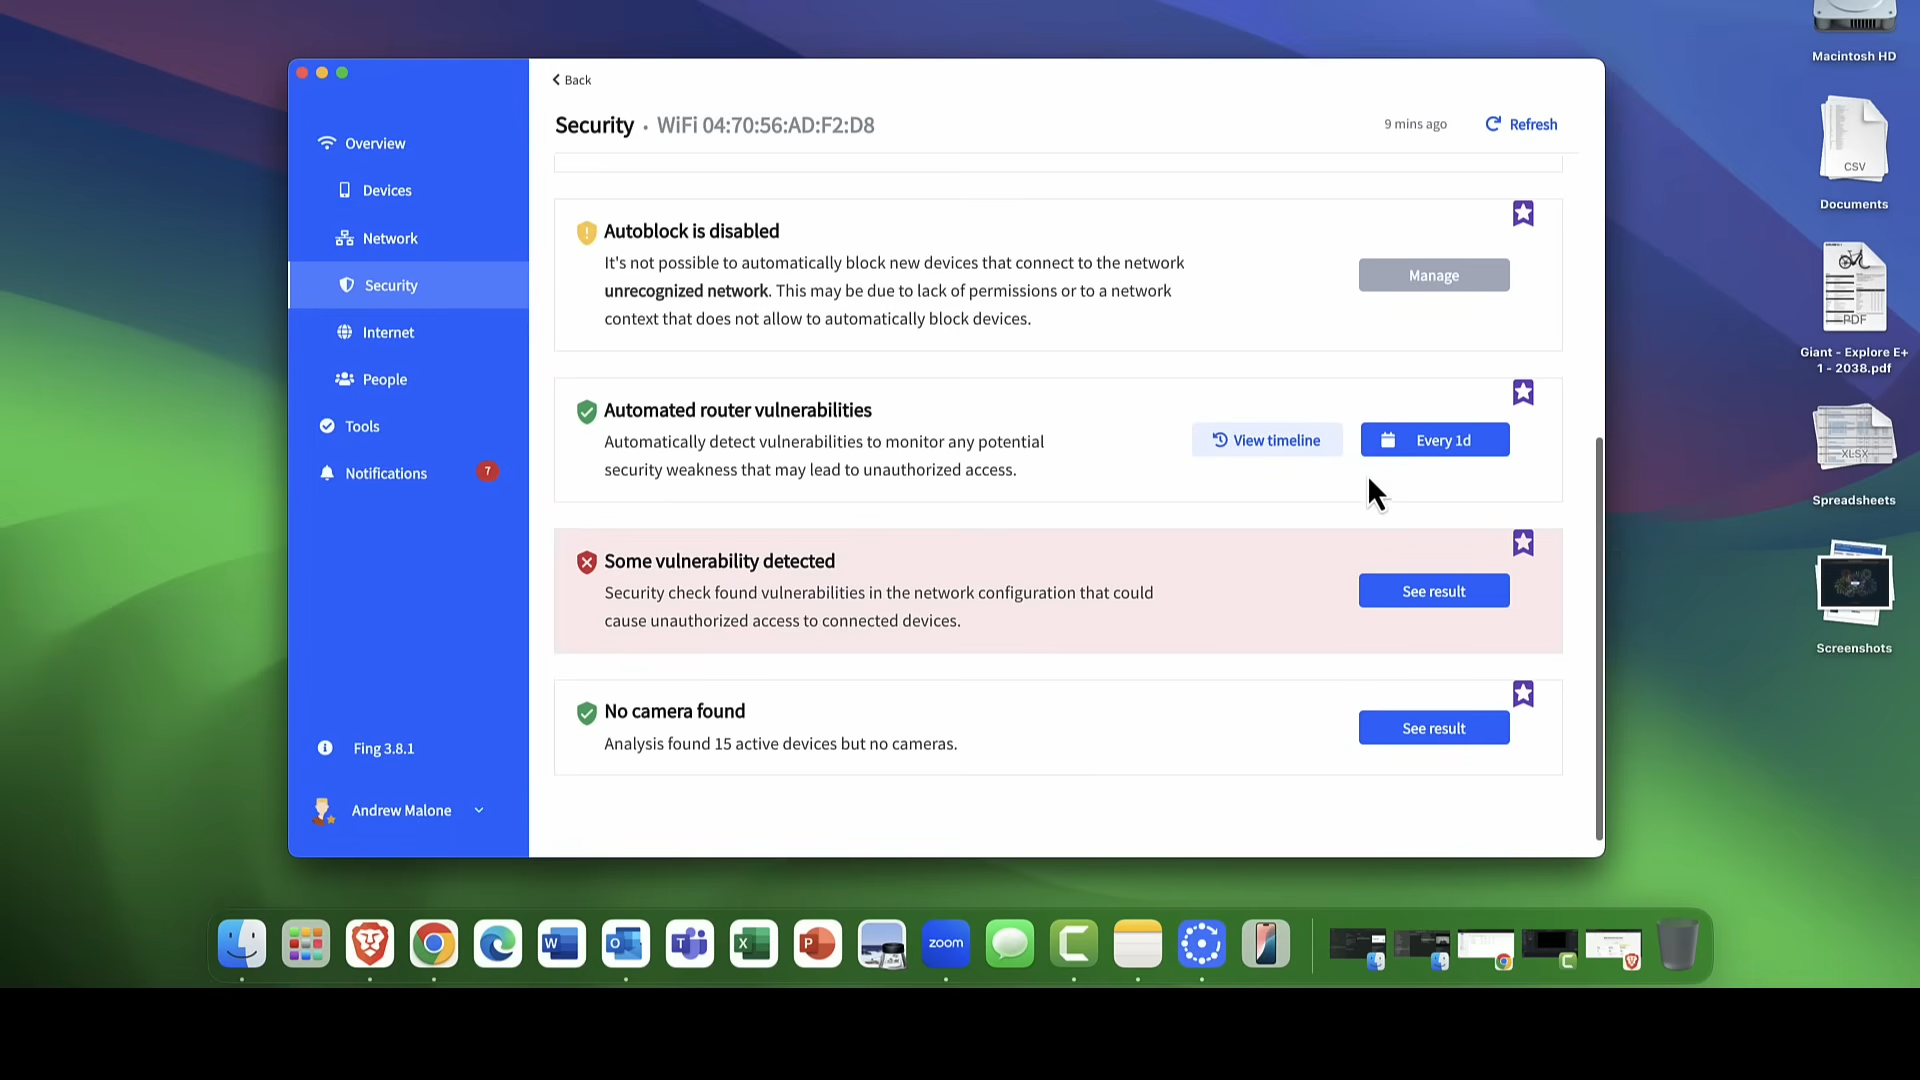 Back
Security · WiFi 04:70:56:AD:F2:D8
9 mins ago
Refresh
Overview
Devices
Network
Security
Internet
People
Tools
Notifications
7
Fing 3.8.1
Andrew Malone
Autoblock is disabled
It's not possible to automatically block new devices that connect to the network
unrecognized network. This may be due to lack of permissions or to a network
context that does not allow to automatically block devices.
Manage
Automated router vulnerabilities
Automatically detect vulnerabilities to monitor any potential
security weakness that may lead to unauthorized access.
View timeline
Every 1d
Some vulnerability detected
Security check found vulnerabilities in the network configuration that could
cause unauthorized access to connected devices.
See result
No camera found
Analysis found 15 active devices but no cameras.
See result
Macintosh HD
CSV
Documents
PDF
Giant - Explore E+
1 - 2038.pdf
XLSX
Spreadsheets
Screenshots
W
O
T
X
P
zoom